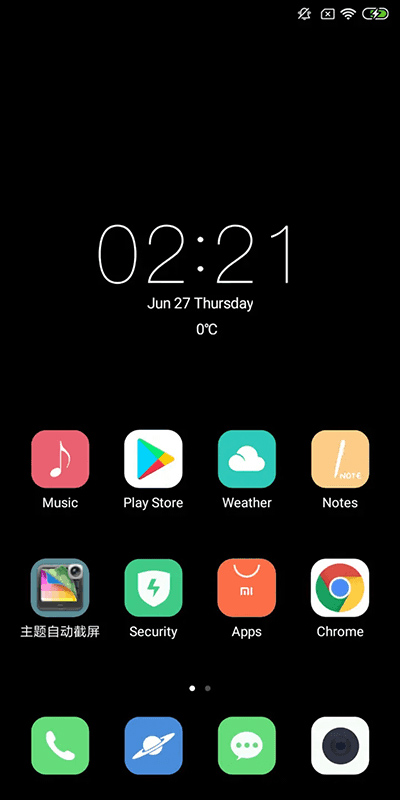 02:21
Jun 27 Thursday
0℃
Music
Play Store
Weather
NOTE
Notes
主题自动截屏
Security
mi
Apps
Chrome